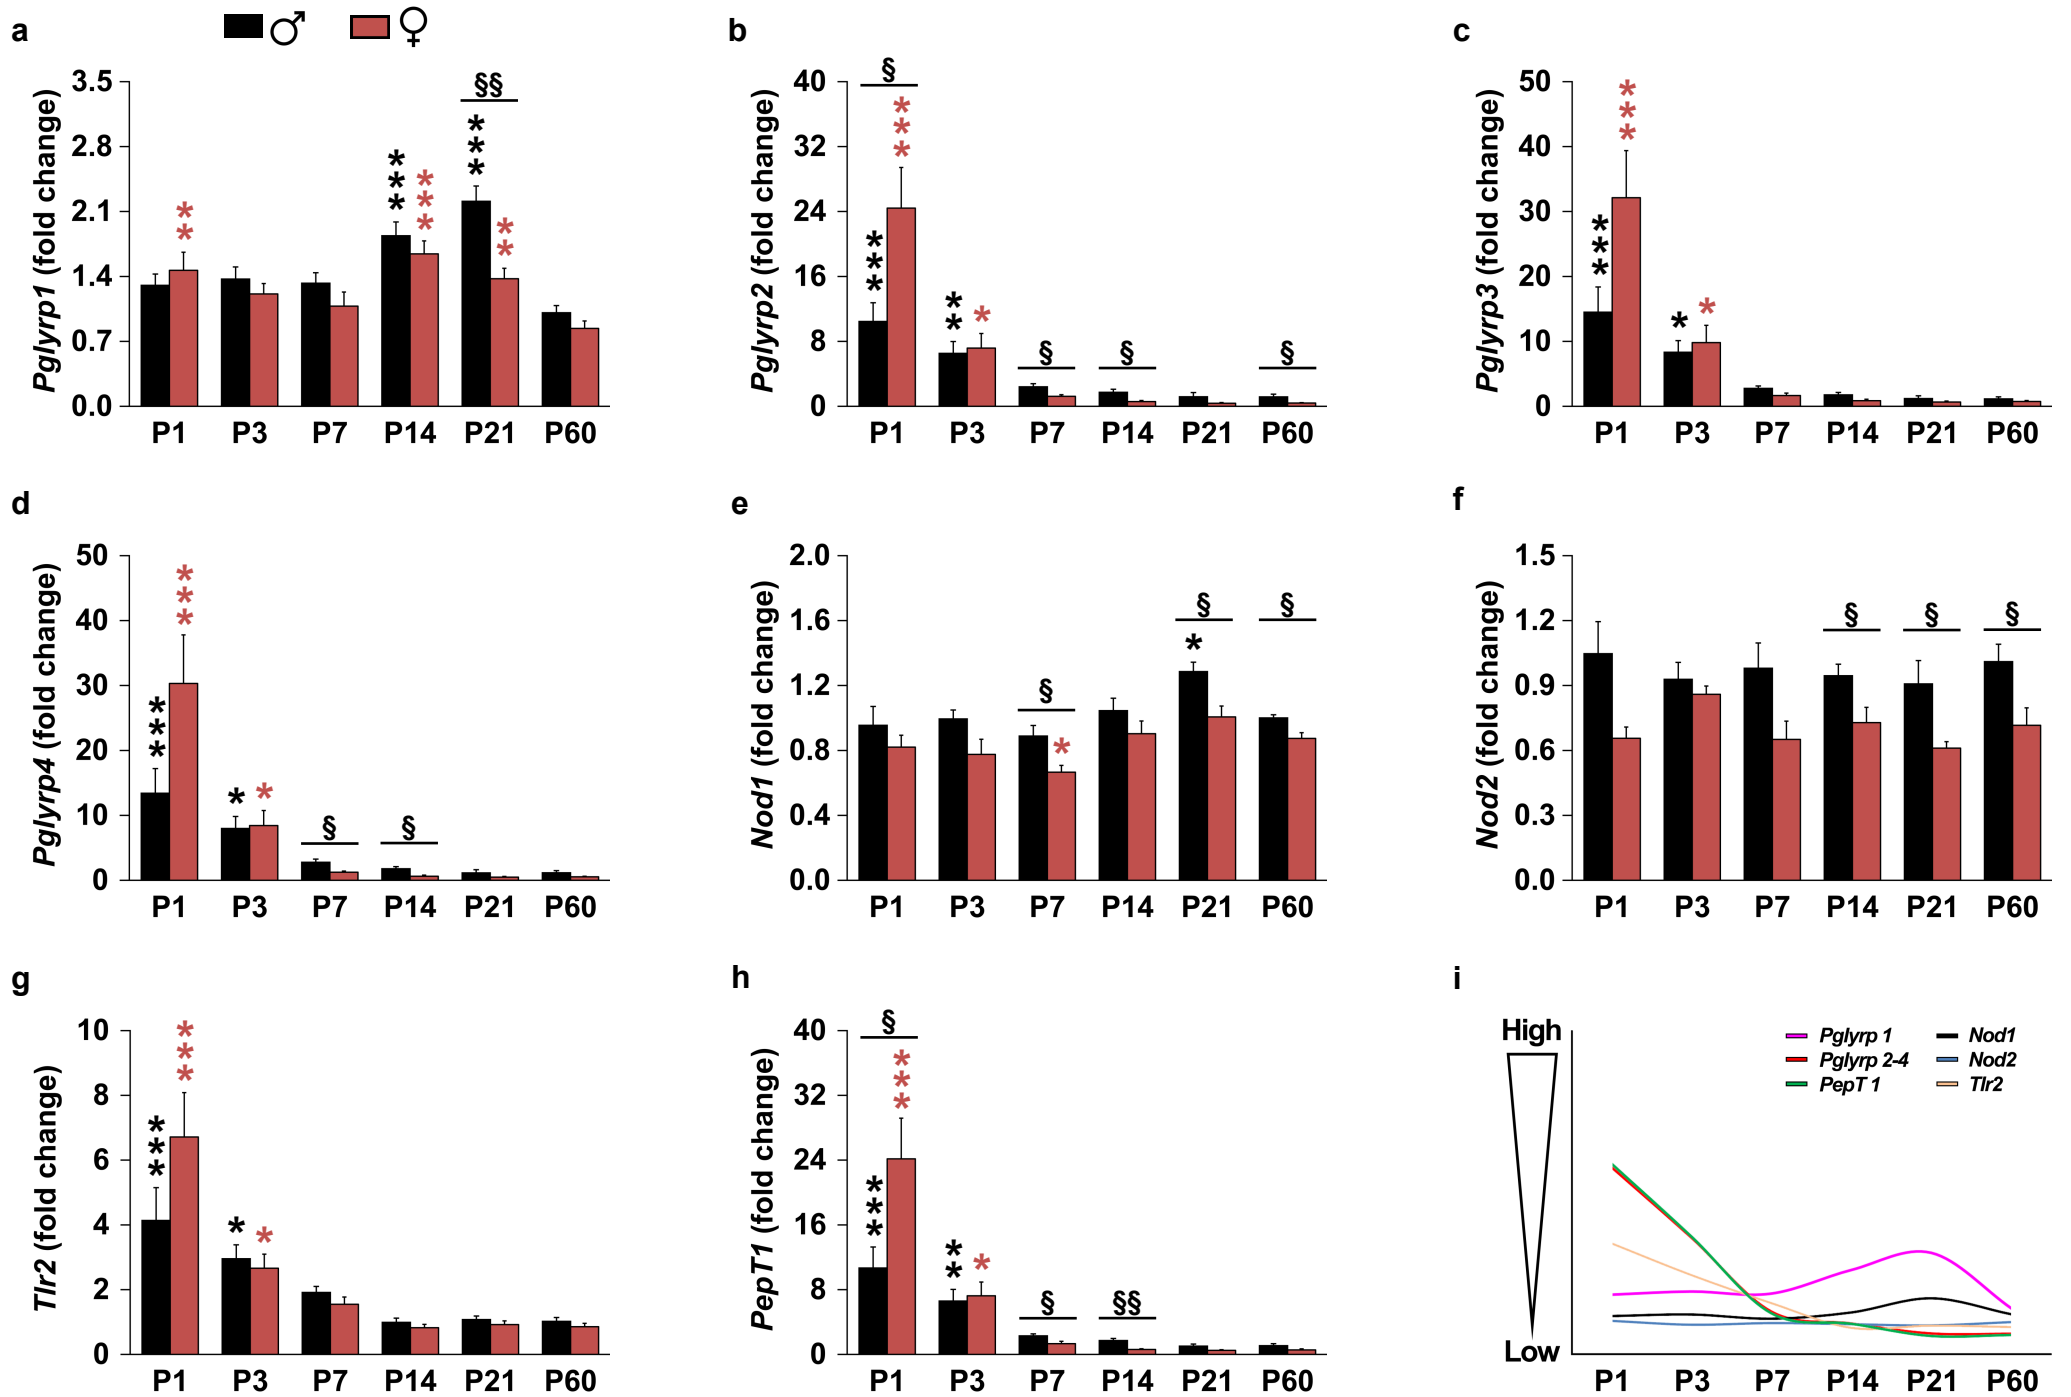 a ♂ ♀
Pglyrp1 (fold change)
3.5
2.8
2.1
1.4
0.7
0.0
** *** *** *** ** §§
P1 P3 P7 P14 P21 P60
b
Pglyrp2 (fold change)
40
32
24
16
8
0
§ *** *** ** * § § §
P1 P3 P7 P14 P21 P60
c
Pglyrp3 (fold change)
50
40
30
20
10
0
*** *** * *
P1 P3 P7 P14 P21 P60
d
Pglyrp4 (fold change)
50
40
30
20
10
0
*** *** * * § §
P1 P3 P7 P14 P21 P60
e
Nod1 (fold change)
2.0
1.6
1.2
0.8
0.4
0.0
§ * § * §
P1 P3 P7 P14 P21 P60
f
Nod2 (fold change)
1.5
1.2
0.9
0.6
0.3
0.0
§ § §
P1 P3 P7 P14 P21 P60
g
Tlr2 (fold change)
10
8
6
4
2
0
*** *** * *
P1 P3 P7 P14 P21 P60
h
PepT1 (fold change)
40
32
24
16
8
0
§ *** *** ** * § §§
P1 P3 P7 P14 P21 P60
i
High
Low
Pglyrp 1
Pglyrp 2-4
PepT 1
Nod1
Nod2
Tlr2
P1 P3 P7 P14 P21 P60